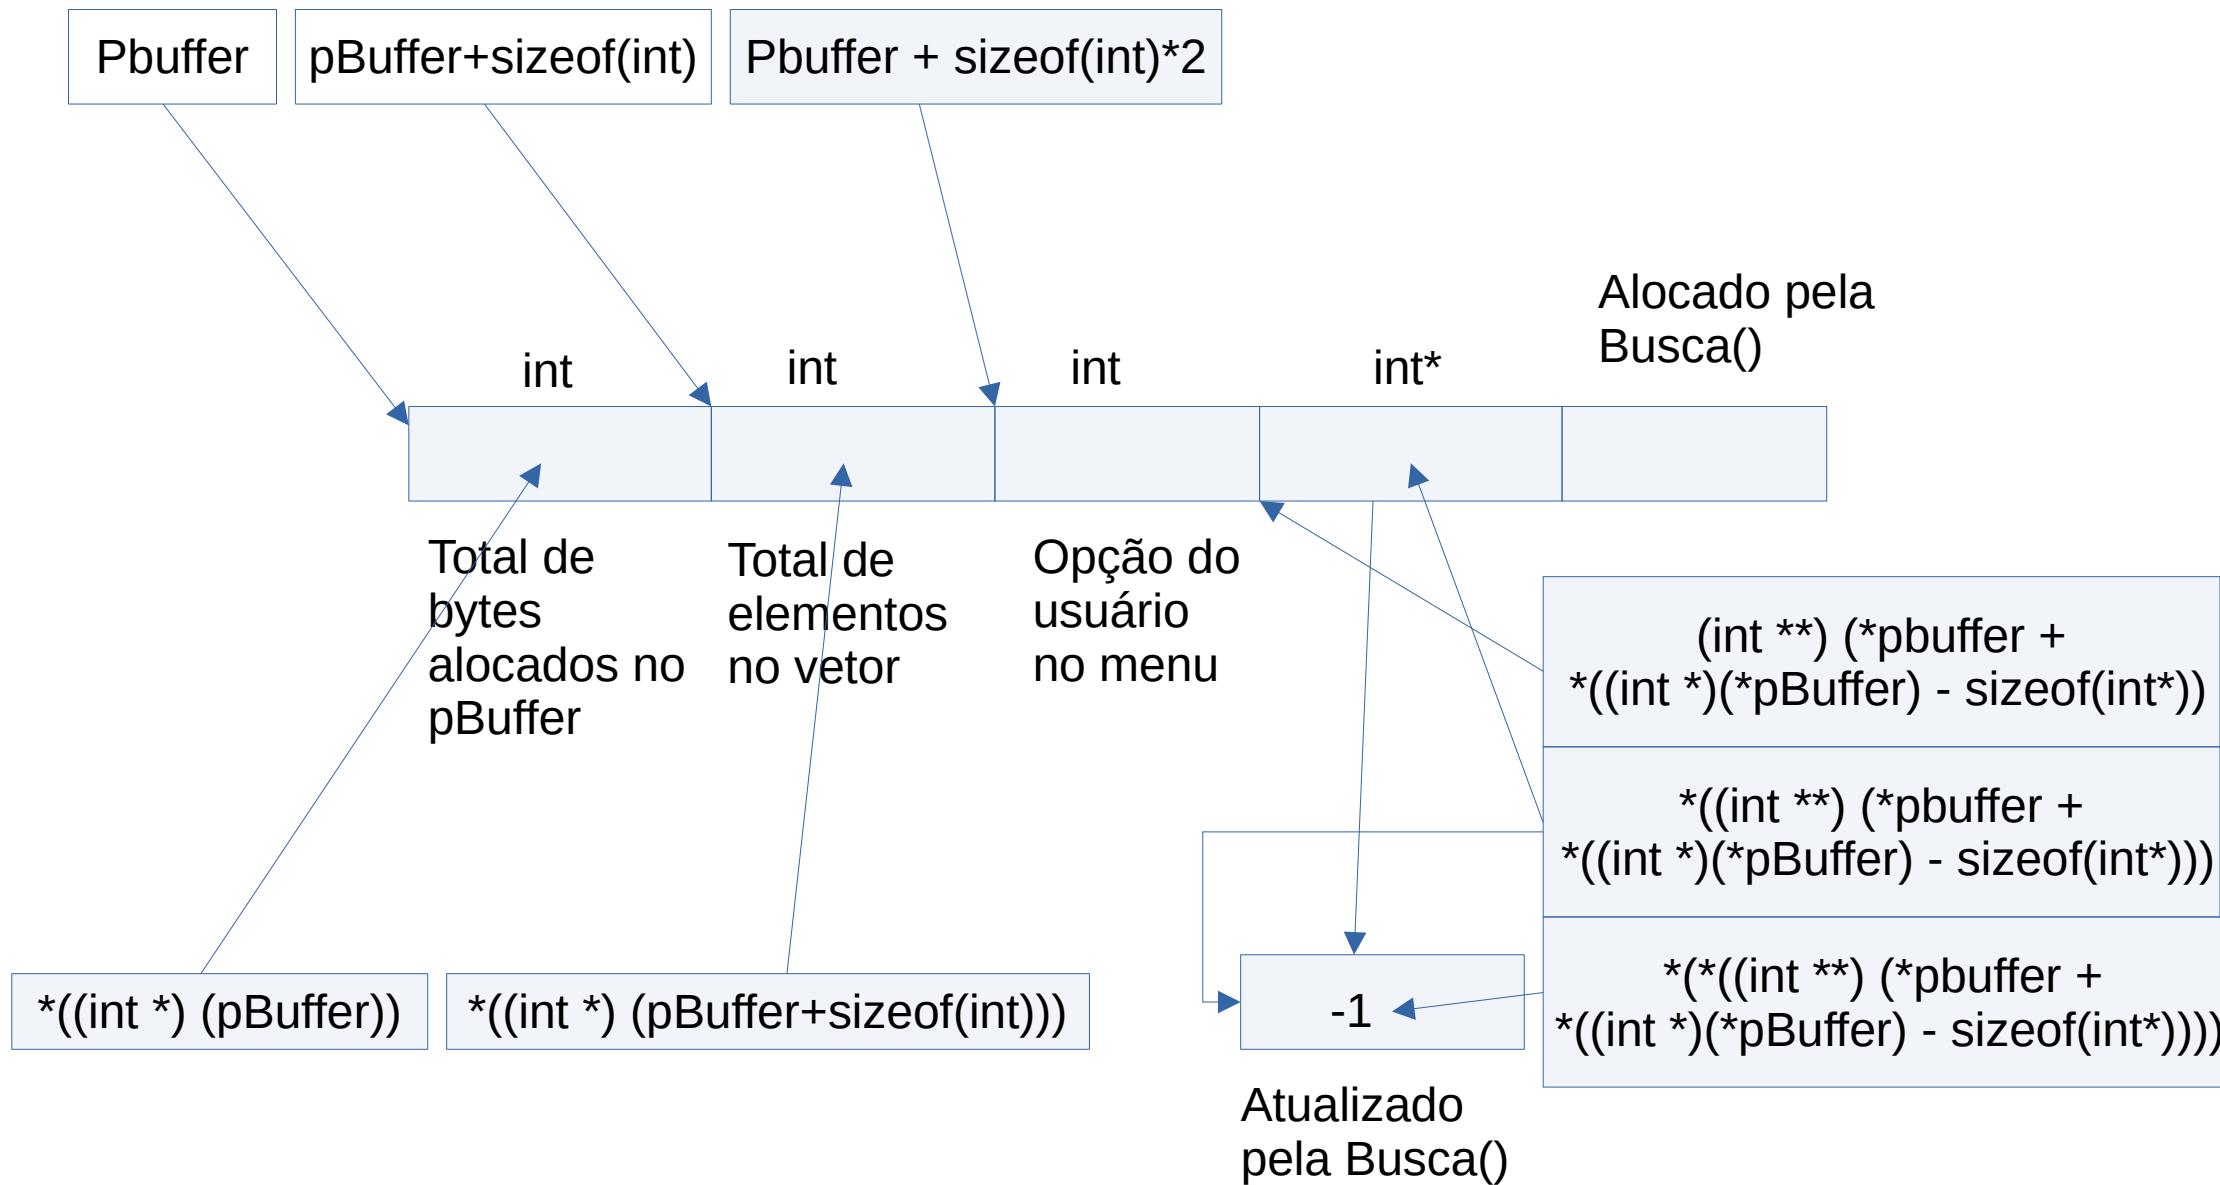 Pbuffer
pBuffer+sizeof(int)
Pbuffer + sizeof(int)*2
Alocado pela
Busca()
int
int
int
int*
Total de
bytes
alocados no
pBuffer
Total de
elementos
no vetor
Opção do
usuário
no menu
(int **) (*pbuffer +
*((int *)(*pBuffer) - sizeof(int*))
*((int **) (*pbuffer +
*((int *)(*pBuffer) - sizeof(int*)))
*(*((int **) (*pbuffer +
*((int *)(*pBuffer) - sizeof(int*))))
*((int *) (pBuffer))
*((int *) (pBuffer+sizeof(int)))
-1
Atualizado
pela Busca()